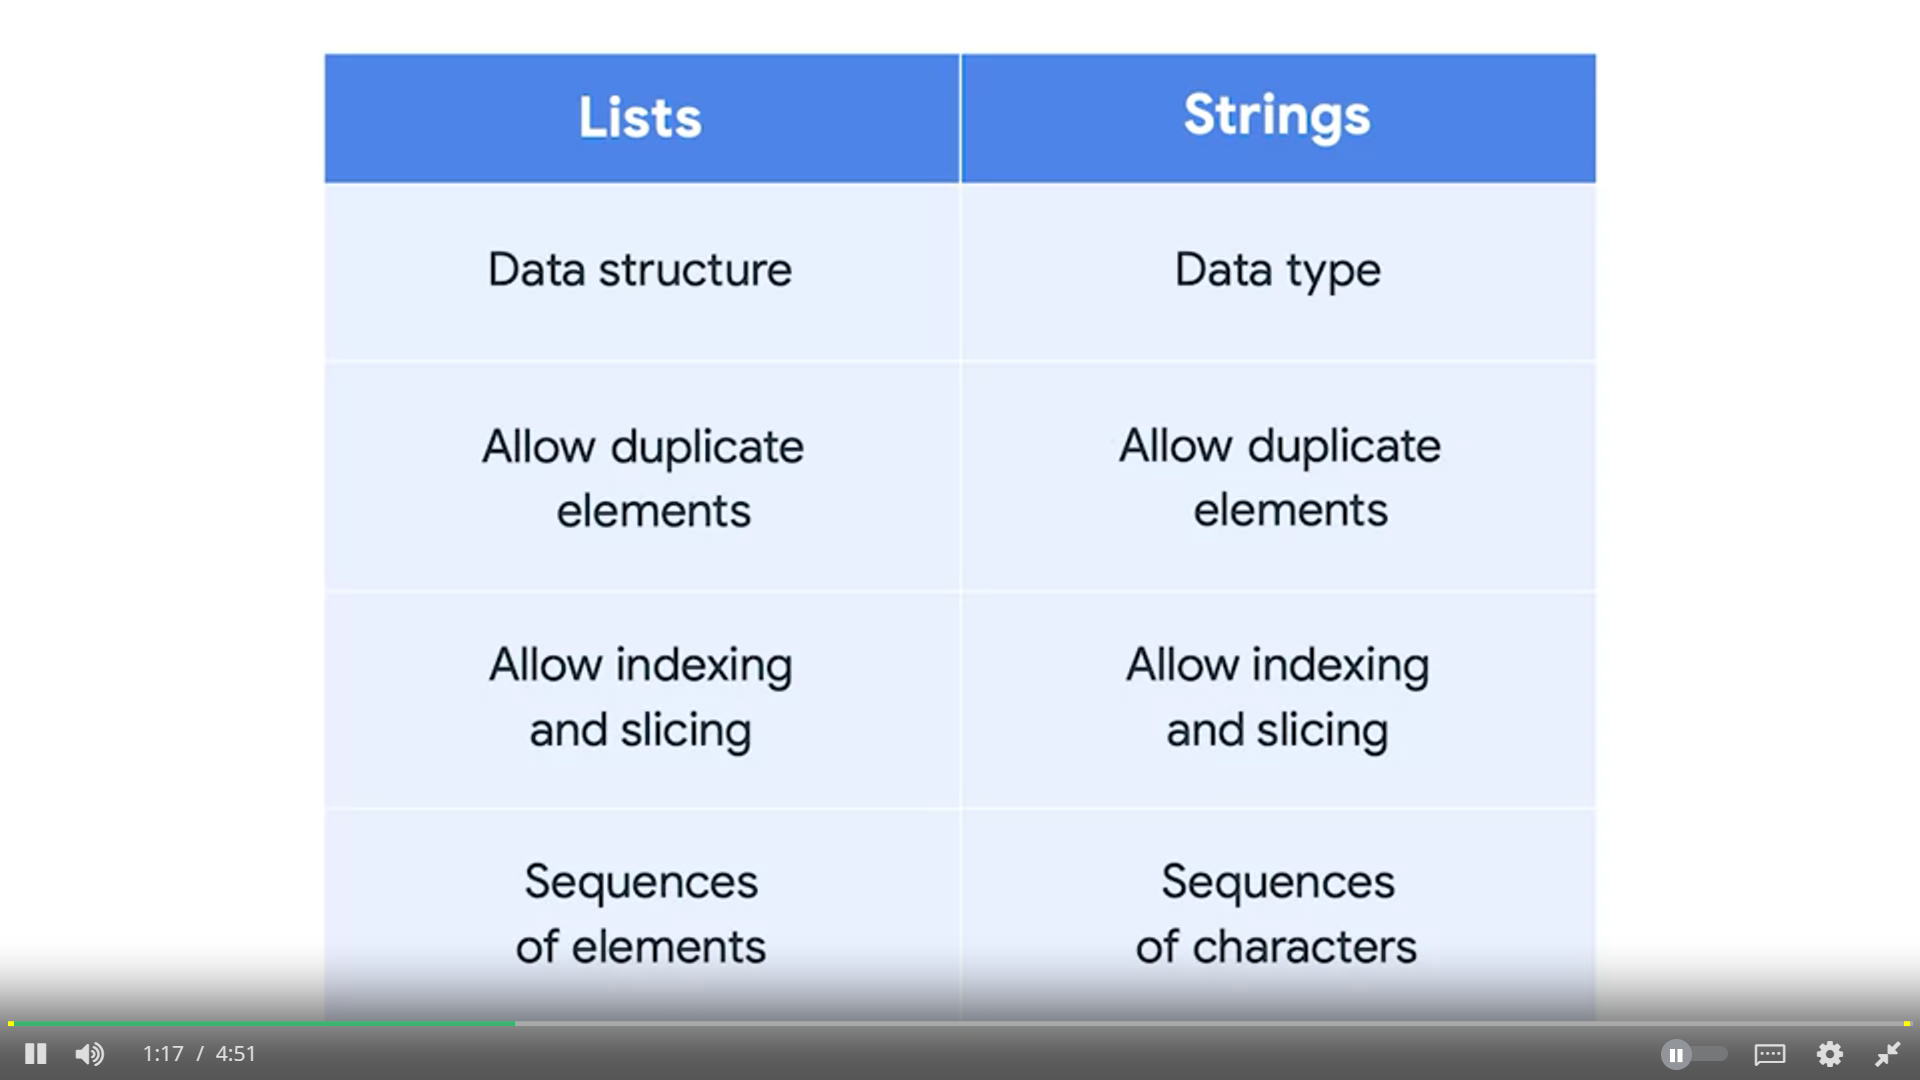 Lists
Strings
Data structure
Data type
Allow duplicate
elements
Allow duplicate
elements
Allow indexing
and slicing
Allow indexing
and slicing
Sequences
of elements
Sequences
of characters
1:17 / 4:51